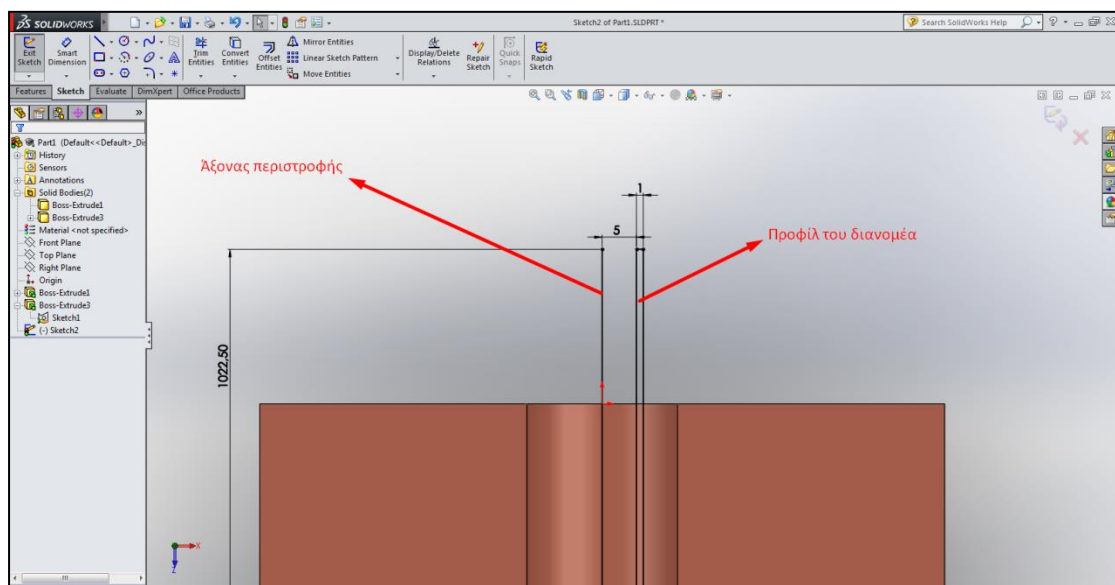 3S SOLIDWORKS
Sketch2 of Part1.SLDPRT *
Search SolidWorks Help
Exit Sketch
Smart Dimension
Trim Entities
Convert Entities
Offset Entities
Mirror Entities
Linear Sketch Pattern
Move Entities
Display/Delete Relations
Repair Sketch
Quick Snaps
Rapid Sketch
Features
Sketch
Evaluate
DimXpert
Office Products
Part1 (Default<<Default>_Di
History
Sensors
Annotations
Solid Bodies(2)
Boss-Extrude1
Boss-Extrude3
Material <not specified>
Front Plane
Top Plane
Right Plane
Origin
Boss-Extrude1
Boss-Extrude3
Sketch1
(-) Sketch2
Άξονας περιστροφής
Προφίλ του διανομέα
1
5
1022,50
X
Z